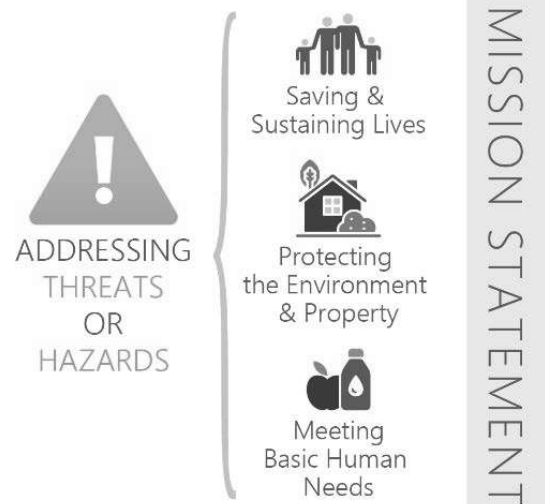 ADDRESSING
THREATS
OR
HAZARDS
Saving &
Sustaining Lives
Protecting
the Environment
& Property
Meeting
Basic Human
Needs
MISSION STATEMENT